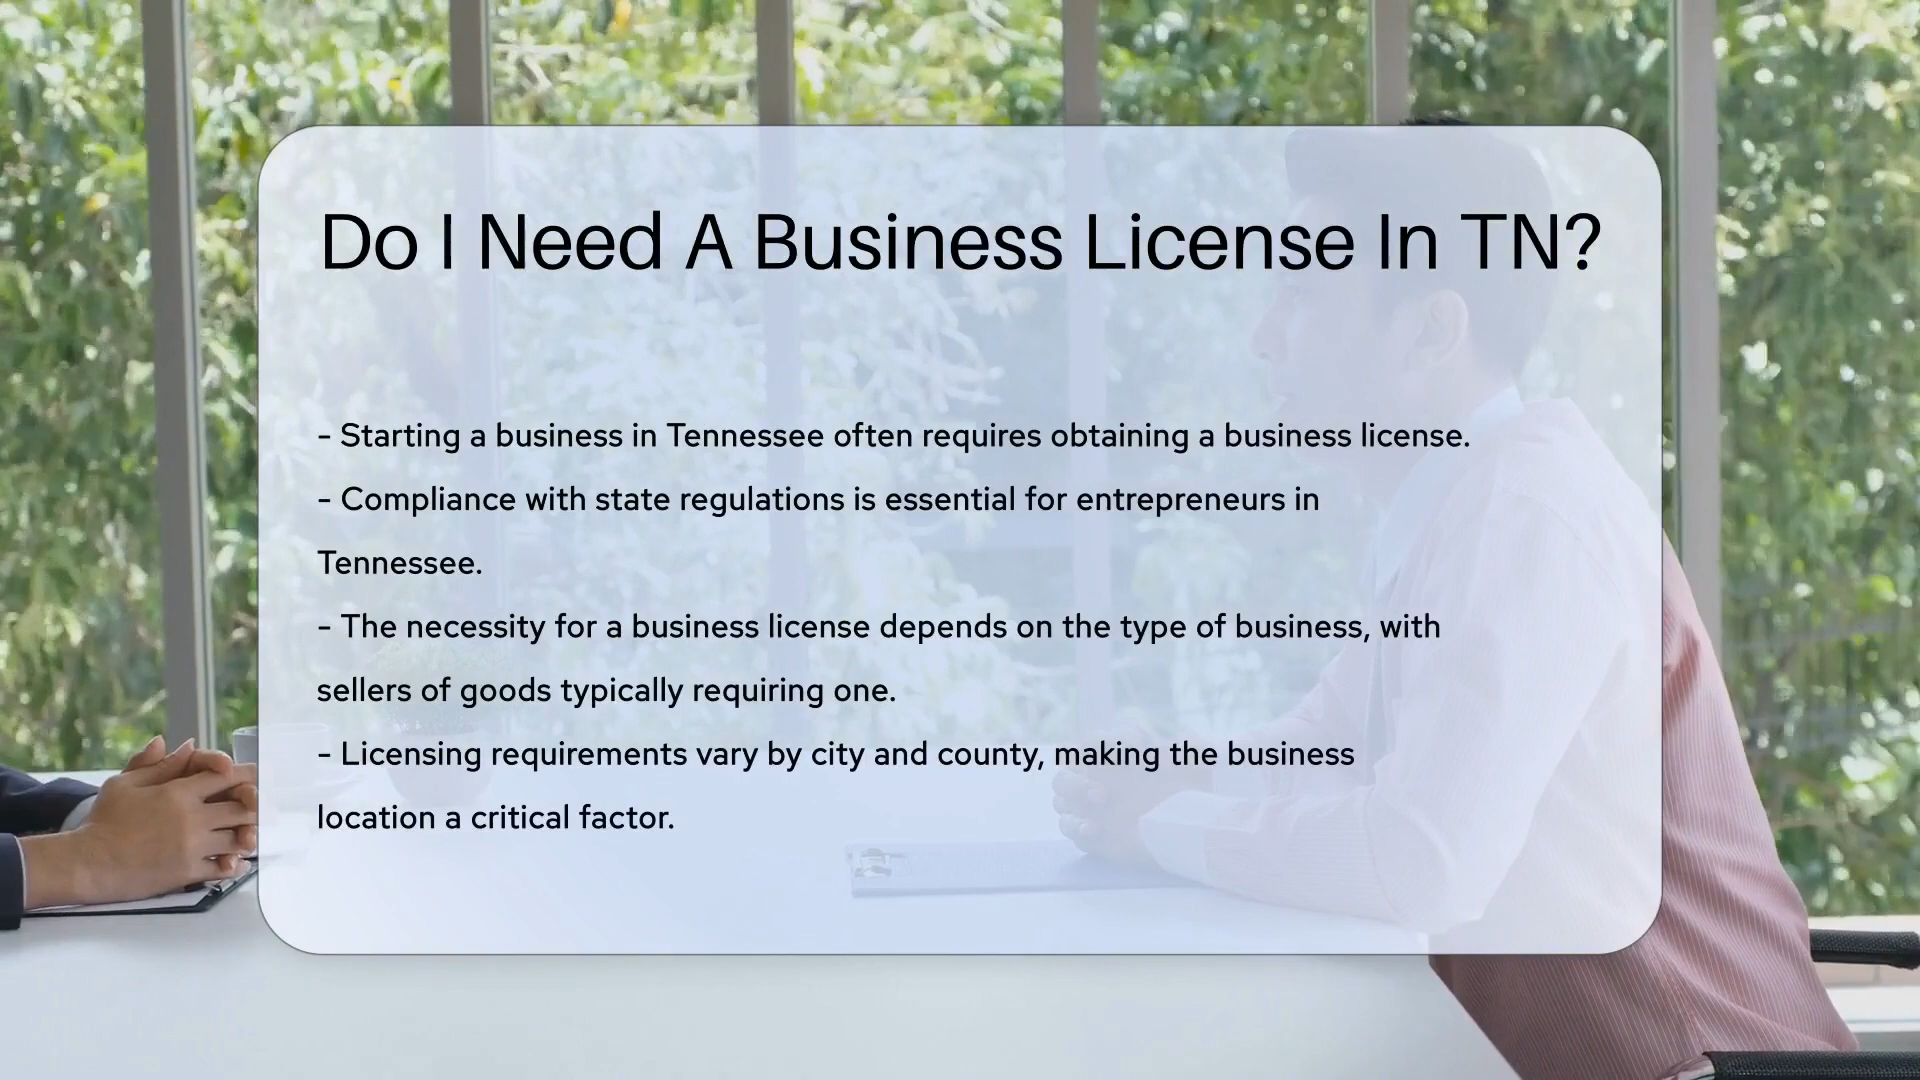 Do I Need A Business License In TN?
- Starting a business in Tennessee often requires obtaining a business license.
- Compliance with state regulations is essential for entrepreneurs in
Tennessee.
- The necessity for a business license depends on the type of business, with
sellers of goods typically requiring one.
- Licensing requirements vary by city and county, making the business
location a critical factor.